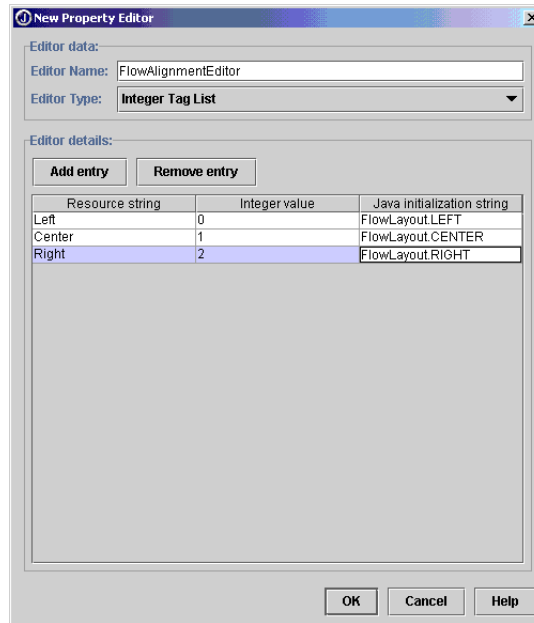 New Property Editor
Editor data:
Editor Name: FlowAlignmentEditor
Editor Type: Integer Tag List
Editor details:
Add entry Remove entry
Resource string Integer value Java initialization string
Left 0 FlowLayout.LEFT
Center 1 FlowLayout.CENTER
Right 2 FlowLayout.RIGHT
OK Cancel Help